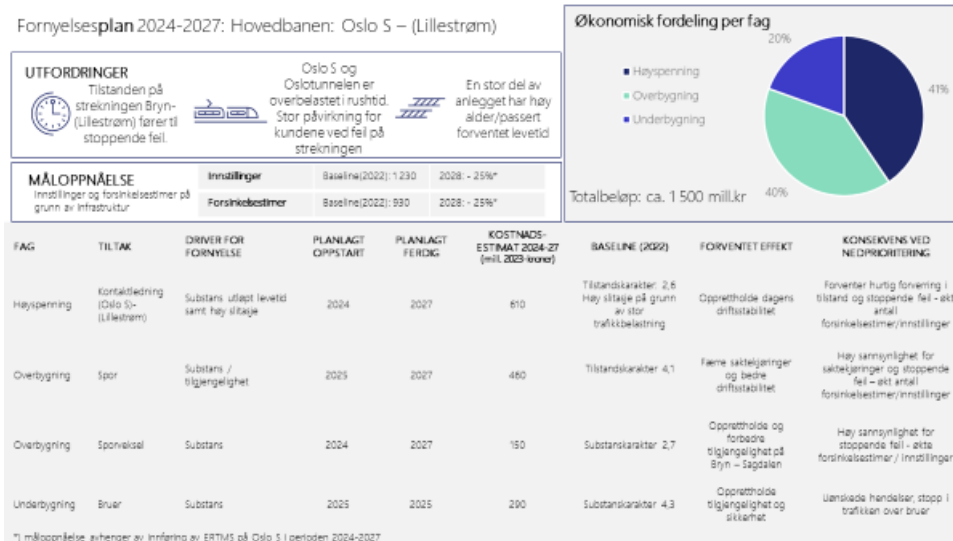 Fornyelsesplan 2024-2027: Hovedbanen: Oslo S – (Lillestrøm)
UTFORDRINGER
Tilstanden på
strekningen Bryn-
(Lillestrøm) fører til
stoppende feil.
Oslo S og
Oslotunnelen er
overbelastet i rushtid.
Stor påvirkning for
kundene ved feil på
strekningen
En stor del av
anlegget har høy
alder/passert
forventet levetid
MÅLOPPNÅELSE
Innstillinger og forsinkelsestimer på
grunn av infrastruktur
Innstillinger Baseline(2022): 1 230 2028: - 25%*
Forsinkelsestimer Baseline(2022): 930 2028: - 25%*
Økonomisk fordeling per fag
Høyspenning
Overbygning
Underbygning
20%
41%
40%
Totalbeløp: ca. 1 500 mill.kr
FAG
TILTAK
DRIVER FOR
FORNYELSE
PLANLAGT
OPPSTART
PLANLAGT
FERDIG
KOSTNADS-
ESTIMAT 2024-27
(mill. 2023-kroner)
BASELINE (2022)
FORVENTET EFFEKT
KONSEKVENS VED
NEDPRIORITERING
Høyspenning
Kontaktledning
(Oslo S)-
(Lillestrøm)
Substans utløpt levetid
samt høy slitasje
2024
2027
610
Tilstandskarakter: 2,6
Høy slitasje på grunn
av stor
trafikkbelastning
Opprettholde dagens
driftsstabilitet
Forventer hurtig forverring i
tilstand og stoppende feil - økt
antall
forsinkelsestimer/innstillinger
Overbygning
Spor
Substans /
tilgjengelighet
2025
2027
460
Tilstandskarakter 4,1
Færre saktekjøringer
og bedre
driftsstabilitet
Høy sannsynlighet for
saktekjøringer og stoppende
feil – økt antall
forsinkelsestimer/innstillinger
Overbygning
Sporveksel
Substans
2024
2027
150
Substanskarakter 2,7
Opprettholde og
forbedre
tilgjengelighet på
Bryn – Sagdalen
Høy sannsynlighet for
stoppende feil - økte
forsinkelsestimer / innstillinger
Underbygning
Bruer
Substans
2025
2025
290
Substanskarakter 4,3
Opprettholde
tilgjengelighet og
sikkerhet
Uønskede hendelser, stopp i
trafikken over bruer
*) måloppnåelse avhenger av innføring av ERTMS på Oslo S i perioden 2024-2027